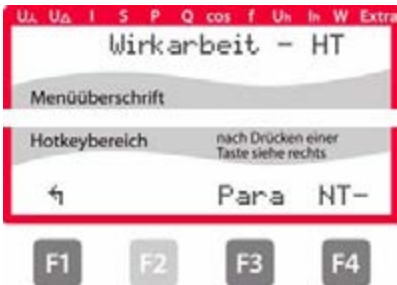 U⅄ U∆ I S P Q cos f Uh Ih W Extra
Wirkarbeit - HT
Menüüberschrift
Hotkeybereich
nach Drücken einer
Taste siehe rechts
↰ Para NT-
F1 F2 F3 F4